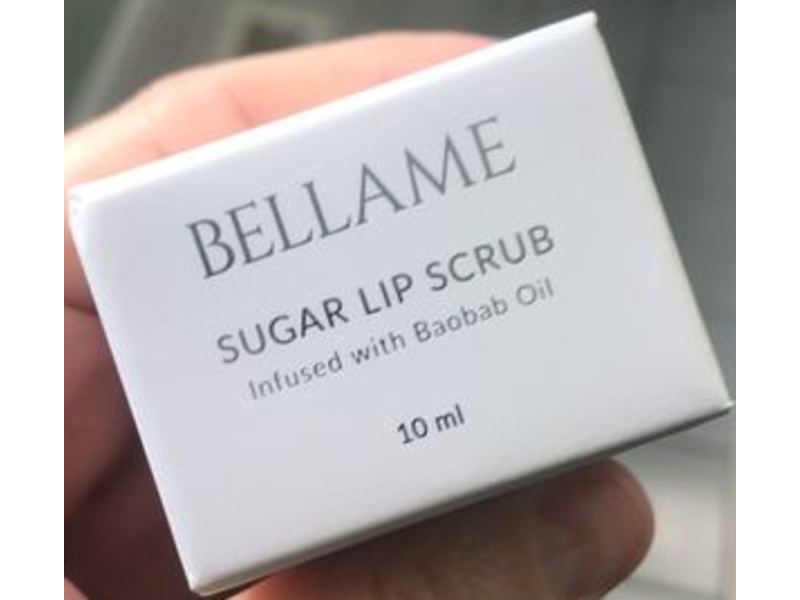 BELLAME
SUGAR LIP SCRUB
Infused with Baobab Oil
10 ml